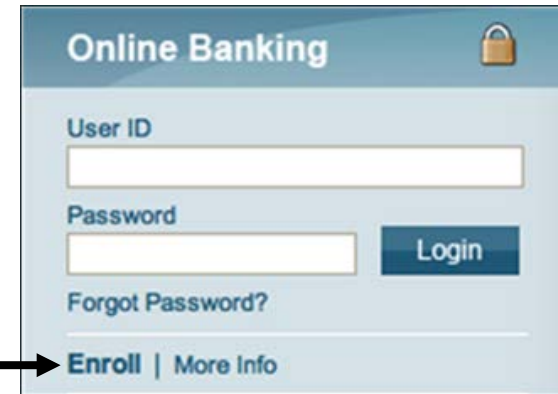 Online Banking
User ID
Password
Login
Forgot Password?
Enroll | More Info